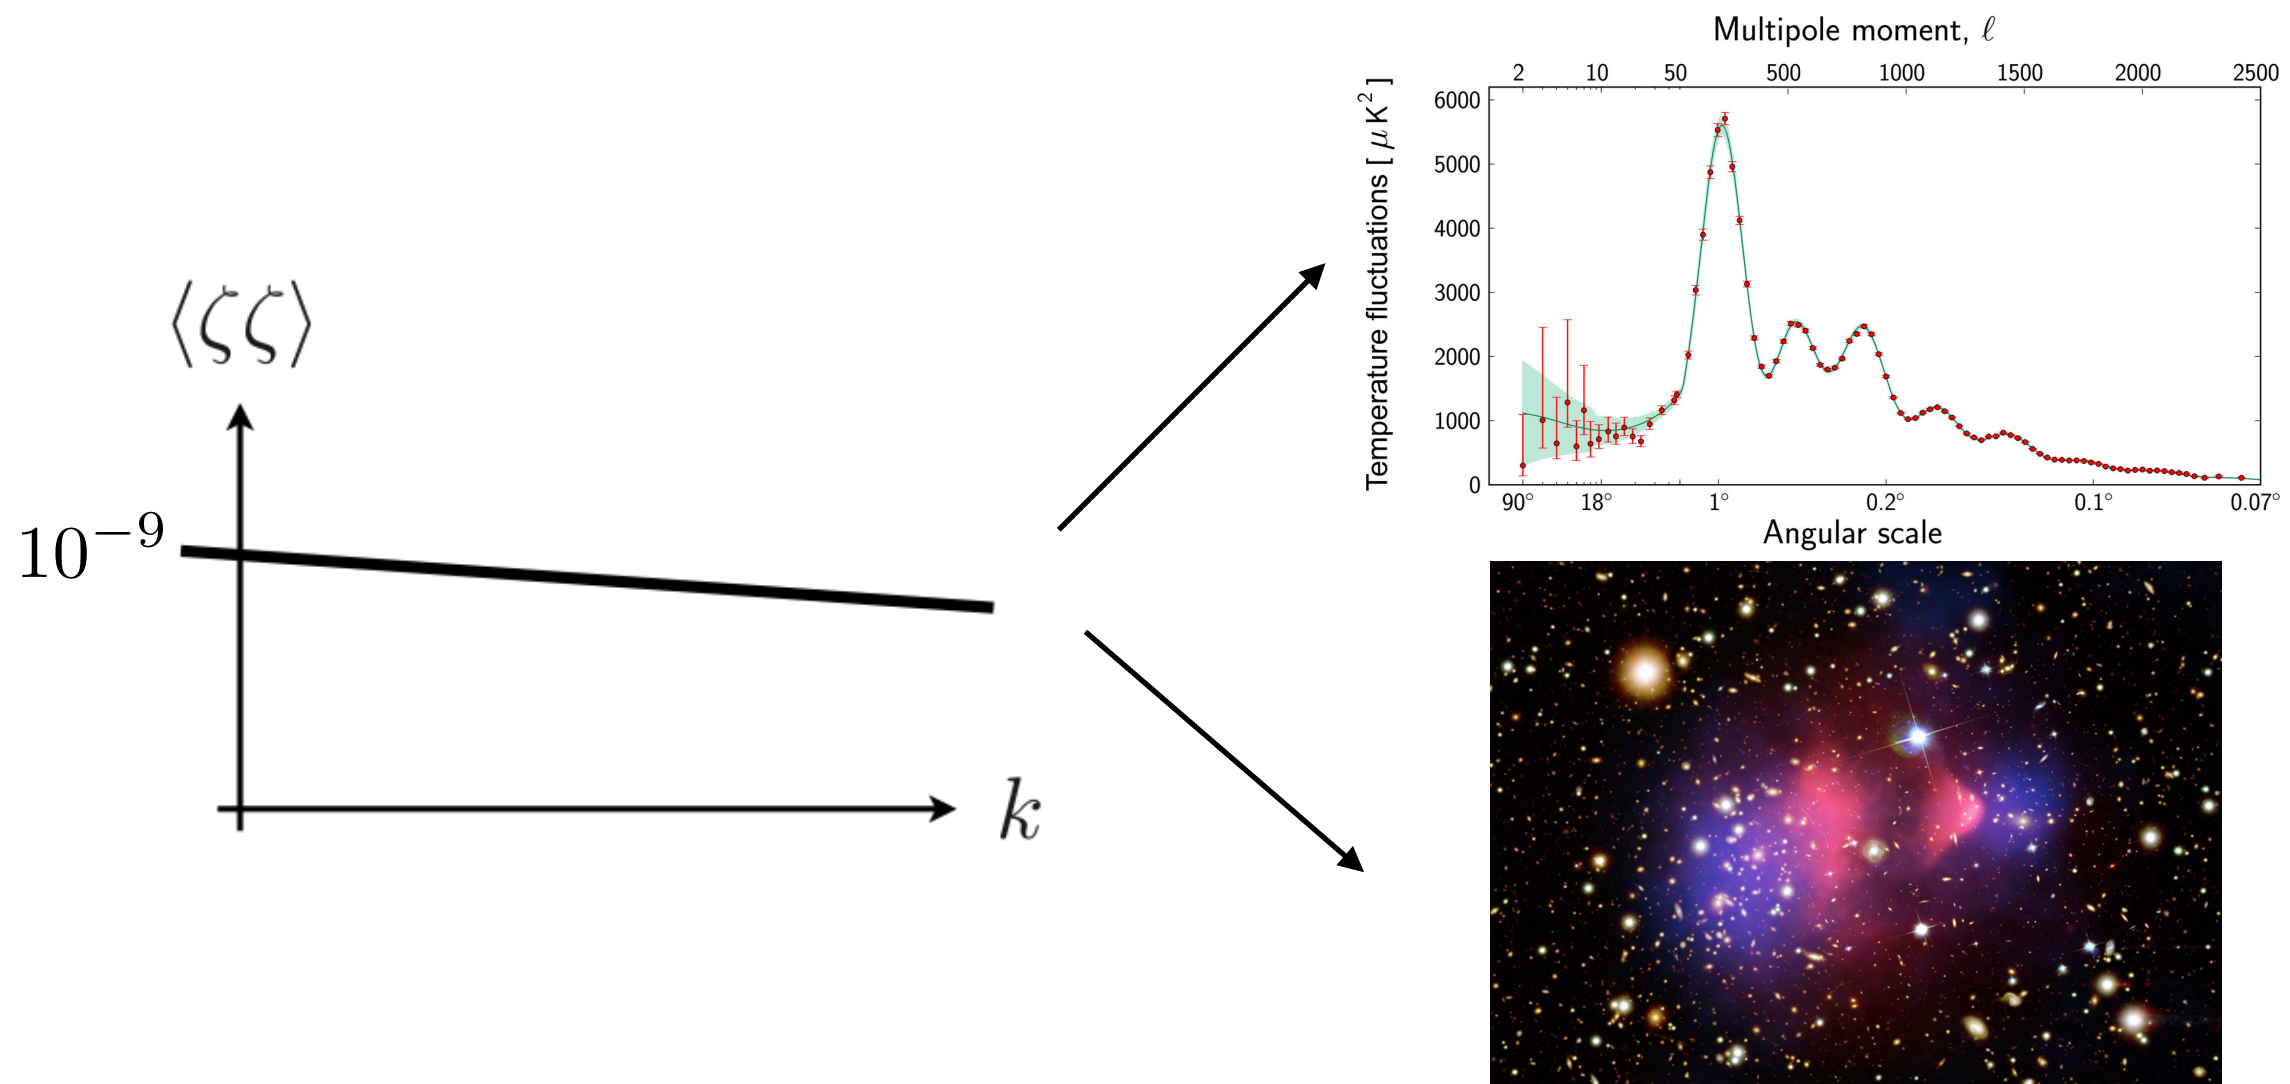 ⟨ζζ⟩
10⁻⁹
k
Multipole moment, ℓ
2 10 50 500 1000 1500 2000 2500
Temperature fluctuations [ μ K² ]
6000
5000
4000
3000
2000
1000
0
90° 18° 1° 0.2° 0.1° 0.07°
Angular scale